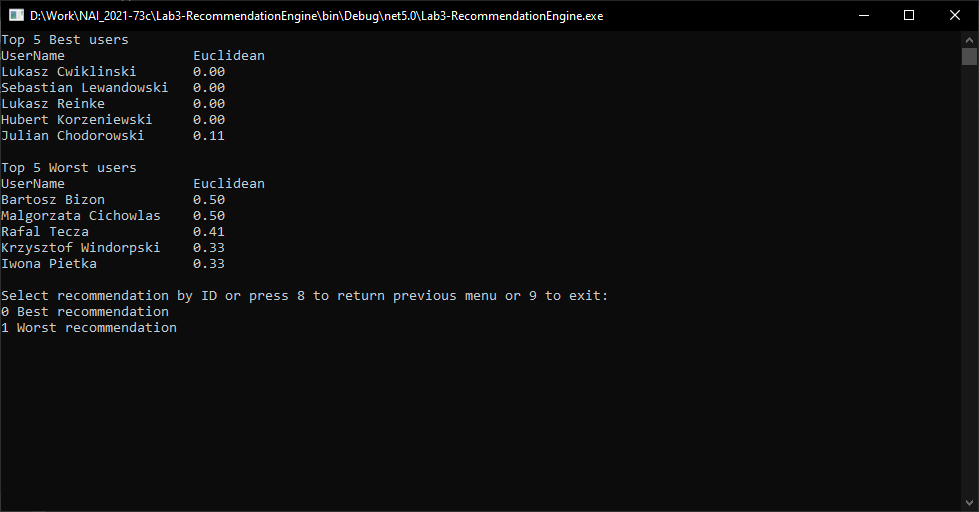 D:\Work\NAI_2021-73c\Lab3-RecommendationEngine\bin\Debug\net5.0\Lab3-RecommendationEngine.exe
Top 5 Best users
UserName                Euclidean
Lukasz Cwiklinski       0.00
Sebastian Lewandowski   0.00
Lukasz Reinke           0.00
Hubert Korzeniewski     0.00
Julian Chodorowski      0.11
Top 5 Worst users
UserName                Euclidean
Bartosz Bizon           0.50
Malgorzata Cichowlas    0.50
Rafal Tecza             0.41
Krzysztof Windorpski    0.33
Iwona Pietka            0.33
Select recommendation by ID or press 8 to return previous menu or 9 to exit:
0 Best recommendation
1 Worst recommendation